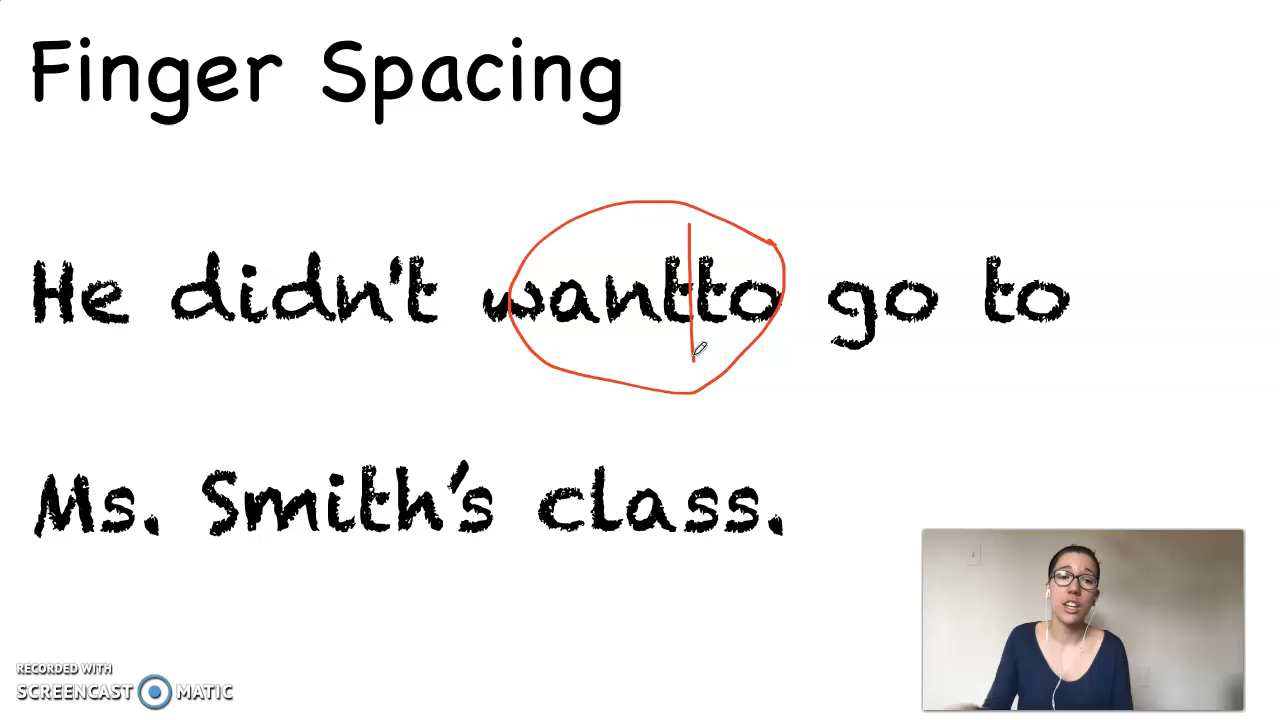 Finger Spacing
He didn't wantto go to
Ms. Smith's class.
RECORDED WITH
SCREENCAST MATIC